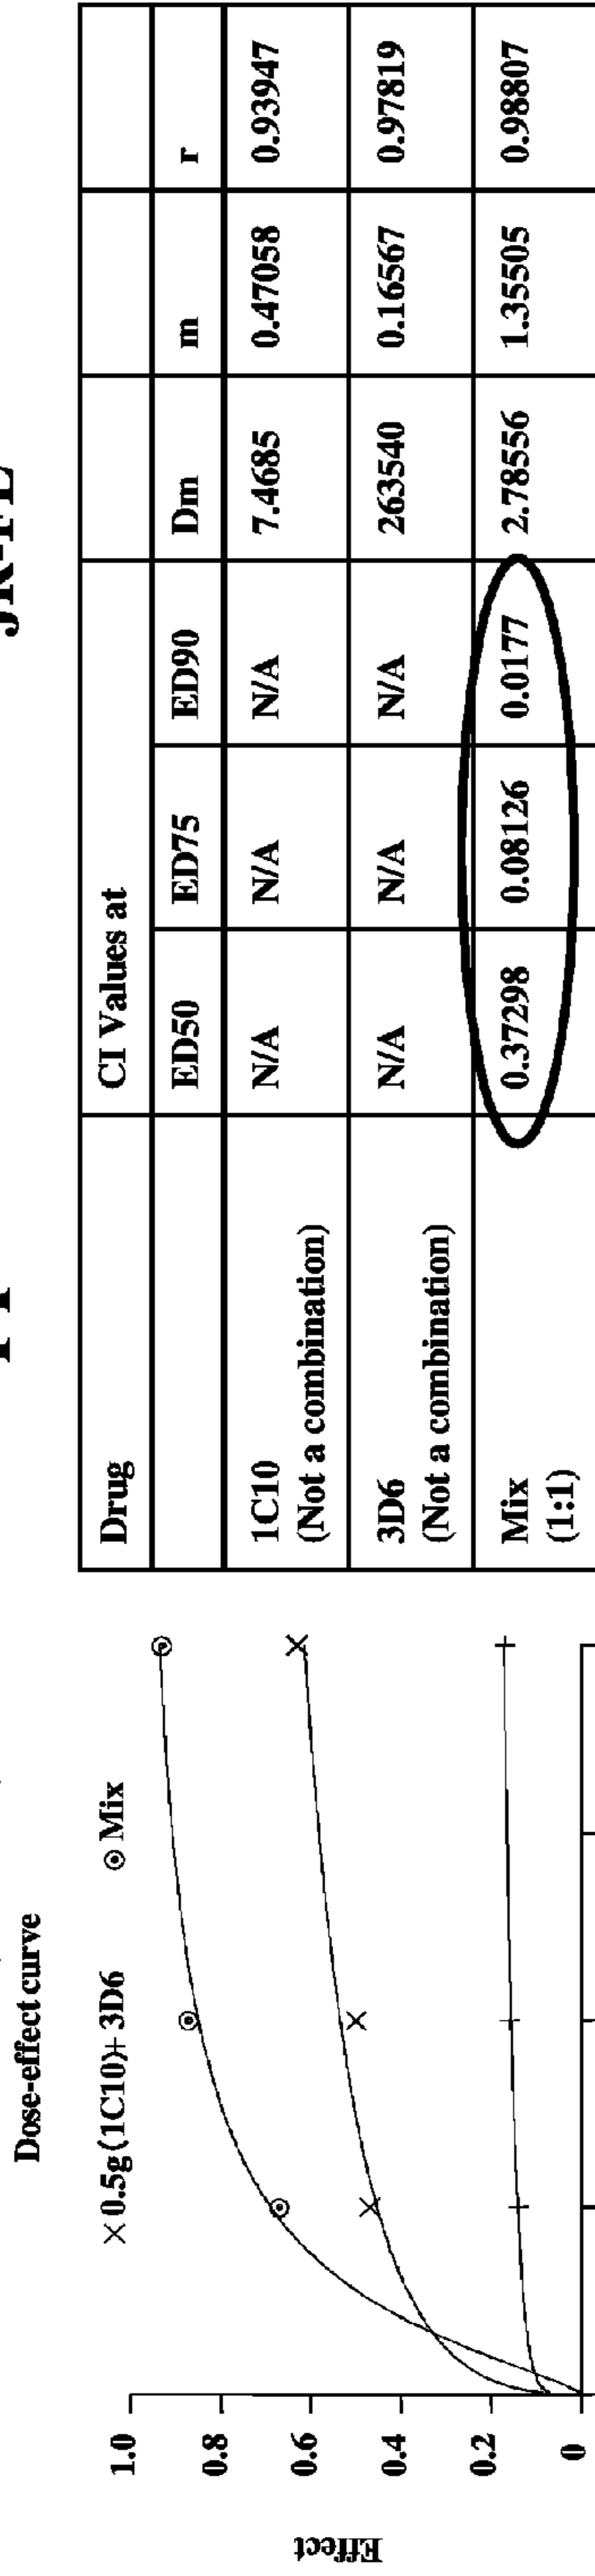 Dose-effect curve
× 0.5g(1C10)+ 3D6 ⊙ Mix
Effect
1.0
0.8
0.6
0.4
0.2
0
Drug CI Values at
ED50 ED75 ED90 Dm m r
1C10 N/A N/A N/A 7.4685 0.47058 0.93947
(Not a combination)
3D6 N/A N/A N/A 263540 0.16567 0.97819
(Not a combination)
Mix 0.37298 0.08126 0.0177 2.78556 1.35505 0.98807
(1:1)